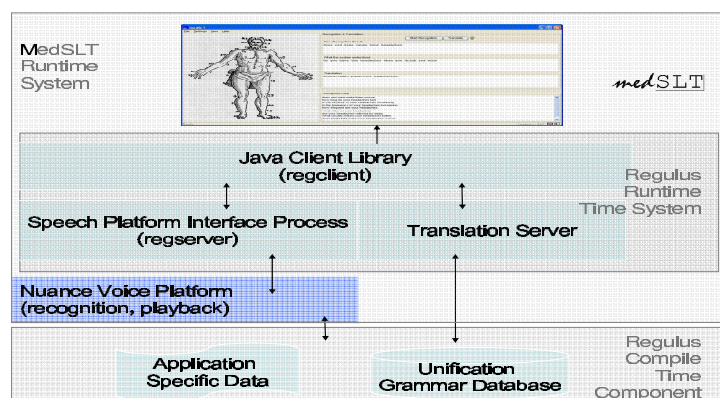 MedSLT
Runtime
System
medSLT
Java Client Library
(regclient)
Regulus
Runtime
Time System
Speech Platform Interface Process
(regserver)
Translation Server
Nuance Voice Platform
(recognition, playback)
Regulus
Compile
Time
Component
Application
Specific Data
Unification
Grammar Database